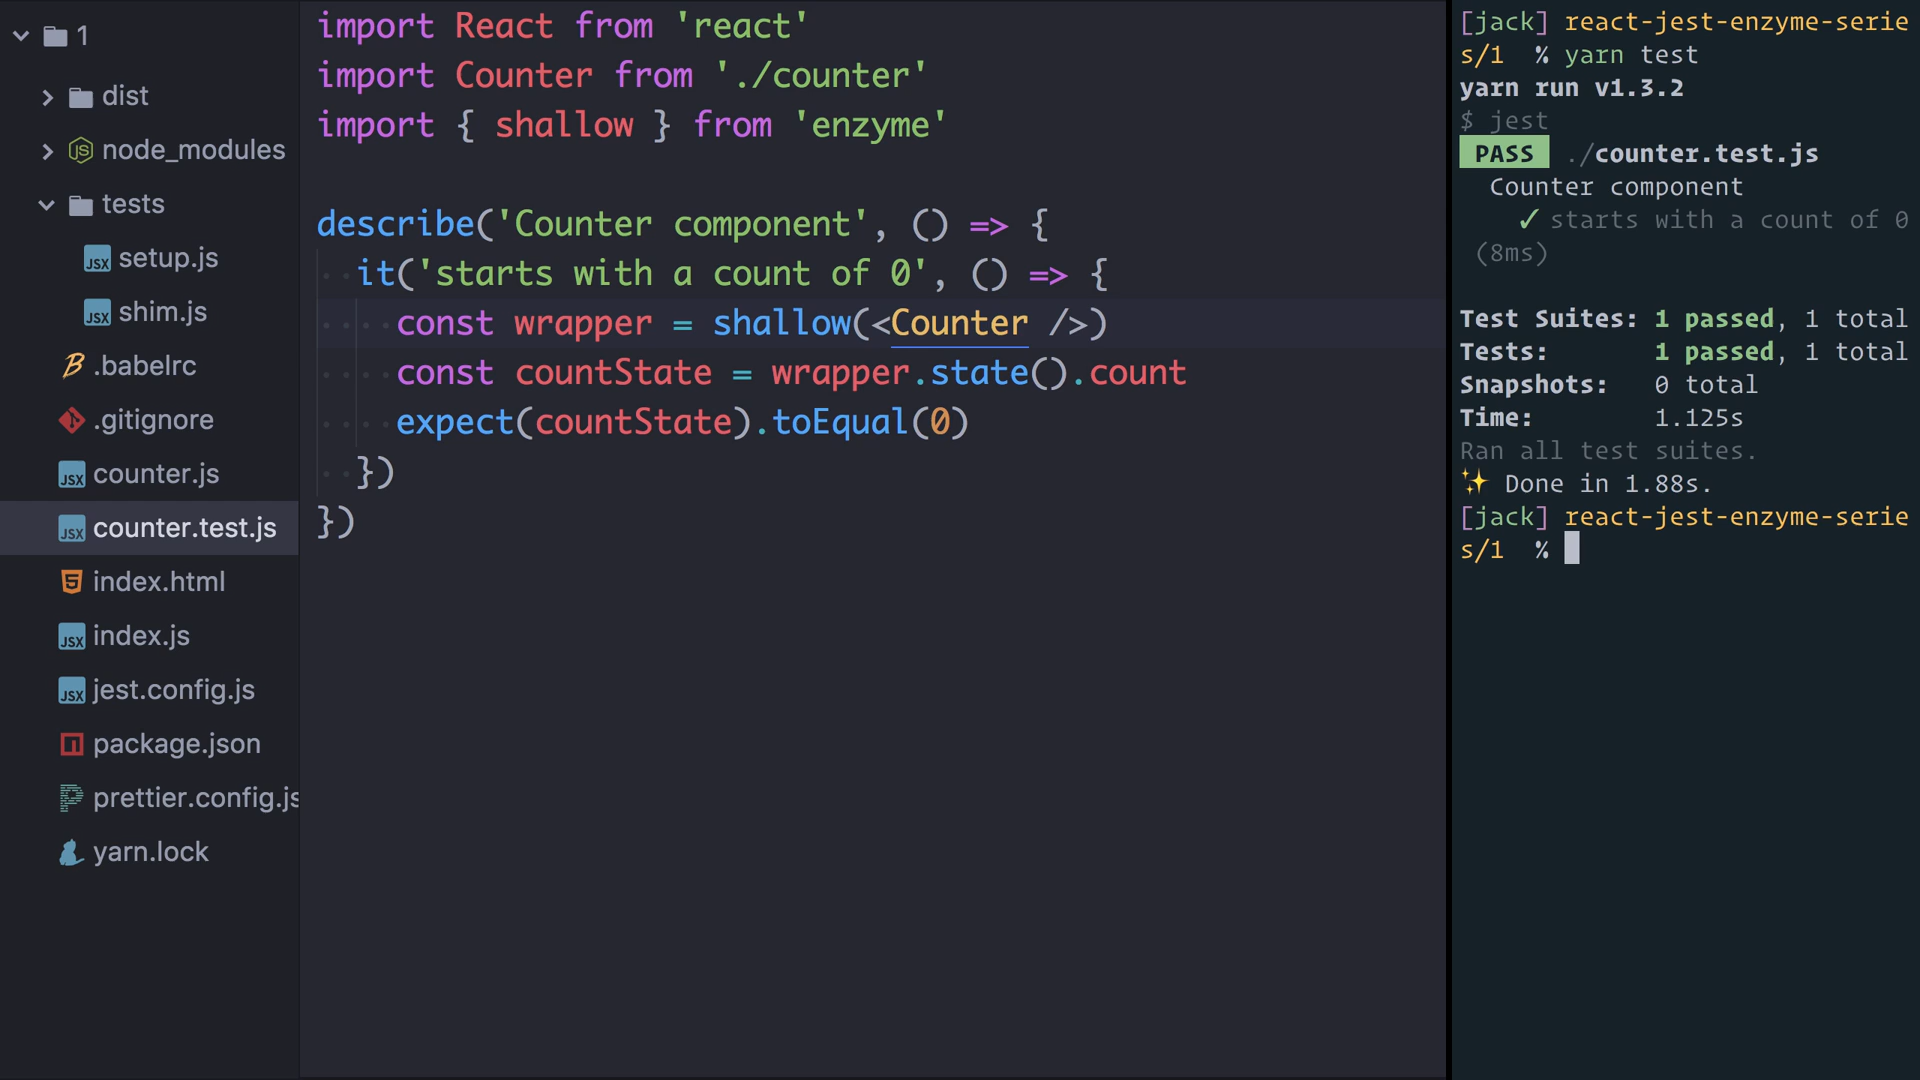 1
dist
node_modules
tests
setup.js
shim.js
.babelrc
.gitignore
counter.js
counter.test.js
index.html
index.js
jest.config.js
package.json
prettier.config.js
yarn.lock
import React from 'react'
import Counter from './counter'
import { shallow } from 'enzyme'
describe('Counter component', () => {
it('starts with a count of 0', () => {
const wrapper = shallow(<Counter />)
const countState = wrapper.state().count
expect(countState).toEqual(0)
})
})
[jack] react-jest-enzyme-serie
s/1 % yarn test
yarn run v1.3.2
$ jest
PASS ./counter.test.js
Counter component
✓ starts with a count of 0
(8ms)
Test Suites: 1 passed, 1 total
Tests: 1 passed, 1 total
Snapshots: 0 total
Time: 1.125s
Ran all test suites.
✨ Done in 1.88s.
[jack] react-jest-enzyme-serie
s/1 %